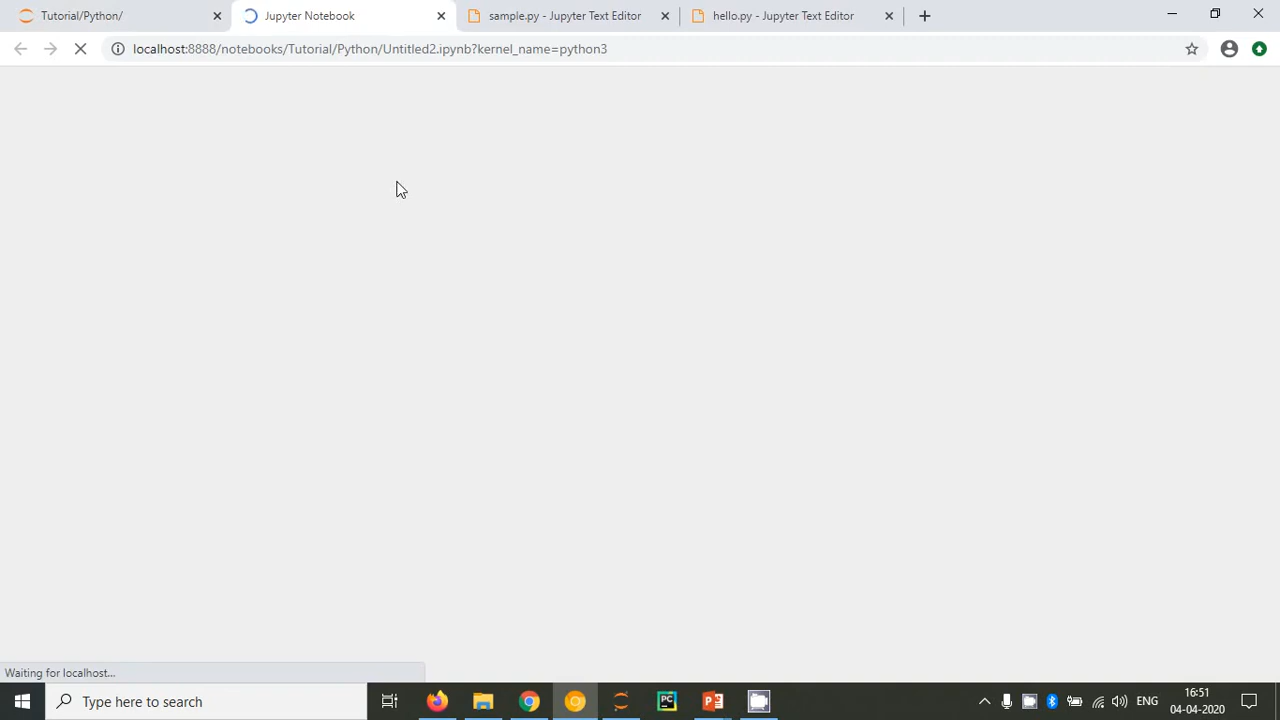 Tutorial/Python/
Jupyter Notebook
sample.py - Jupyter Text Editor
hello.py - Jupyter Text Editor
localhost:8888/notebooks/Tutorial/Python/Untitled2.ipynb?kernel_name=python3
Waiting for localhost...
Type here to search
PC
P
ENG
16:51
04-04-2020